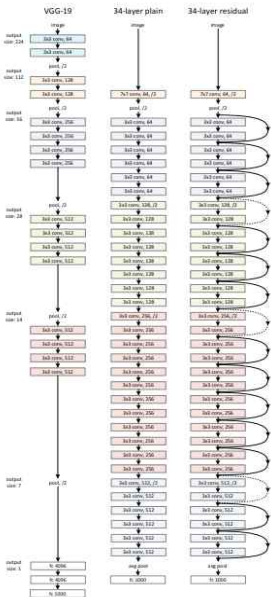 VGG-19
image
output
size: 224
3x3 conv, 64
3x3 conv, 64
output
size: 112
pool, /2
3x3 conv, 128
3x3 conv, 128
output
size: 56
pool, /2
3x3 conv, 256
3x3 conv, 256
3x3 conv, 256
3x3 conv, 256
output
size: 28
pool, /2
3x3 conv, 512
3x3 conv, 512
3x3 conv, 512
3x3 conv, 512
output
size: 14
pool, /2
3x3 conv, 512
3x3 conv, 512
3x3 conv, 512
3x3 conv, 512
output
size: 7
pool, /2
output
size: 1
fc 4096
fc 4096
fc 1000
34-layer plain
image
7x7 conv, 64, /2
pool, /2
3x3 conv, 64
3x3 conv, 64
3x3 conv, 64
3x3 conv, 64
3x3 conv, 64
3x3 conv, 64
3x3 conv, 128, /2
3x3 conv, 128
3x3 conv, 128
3x3 conv, 128
3x3 conv, 128
3x3 conv, 128
3x3 conv, 128
3x3 conv, 128
3x3 conv, 256, /2
3x3 conv, 256
3x3 conv, 256
3x3 conv, 256
3x3 conv, 256
3x3 conv, 256
3x3 conv, 256
3x3 conv, 256
3x3 conv, 256
3x3 conv, 256
3x3 conv, 256
3x3 conv, 256
3x3 conv, 512, /2
3x3 conv, 512
3x3 conv, 512
3x3 conv, 512
3x3 conv, 512
3x3 conv, 512
avg pool
fc 1000
34-layer residual
image
7x7 conv, 64, /2
pool, /2
3x3 conv, 64
3x3 conv, 64
3x3 conv, 64
3x3 conv, 64
3x3 conv, 64
3x3 conv, 64
3x3 conv, 128, /2
3x3 conv, 128
3x3 conv, 128
3x3 conv, 128
3x3 conv, 128
3x3 conv, 128
3x3 conv, 128
3x3 conv, 128
3x3 conv, 256, /2
3x3 conv, 256
3x3 conv, 256
3x3 conv, 256
3x3 conv, 256
3x3 conv, 256
3x3 conv, 256
3x3 conv, 256
3x3 conv, 256
3x3 conv, 256
3x3 conv, 256
3x3 conv, 256
3x3 conv, 512, /2
3x3 conv, 512
3x3 conv, 512
3x3 conv, 512
3x3 conv, 512
3x3 conv, 512
avg pool
fc 1000